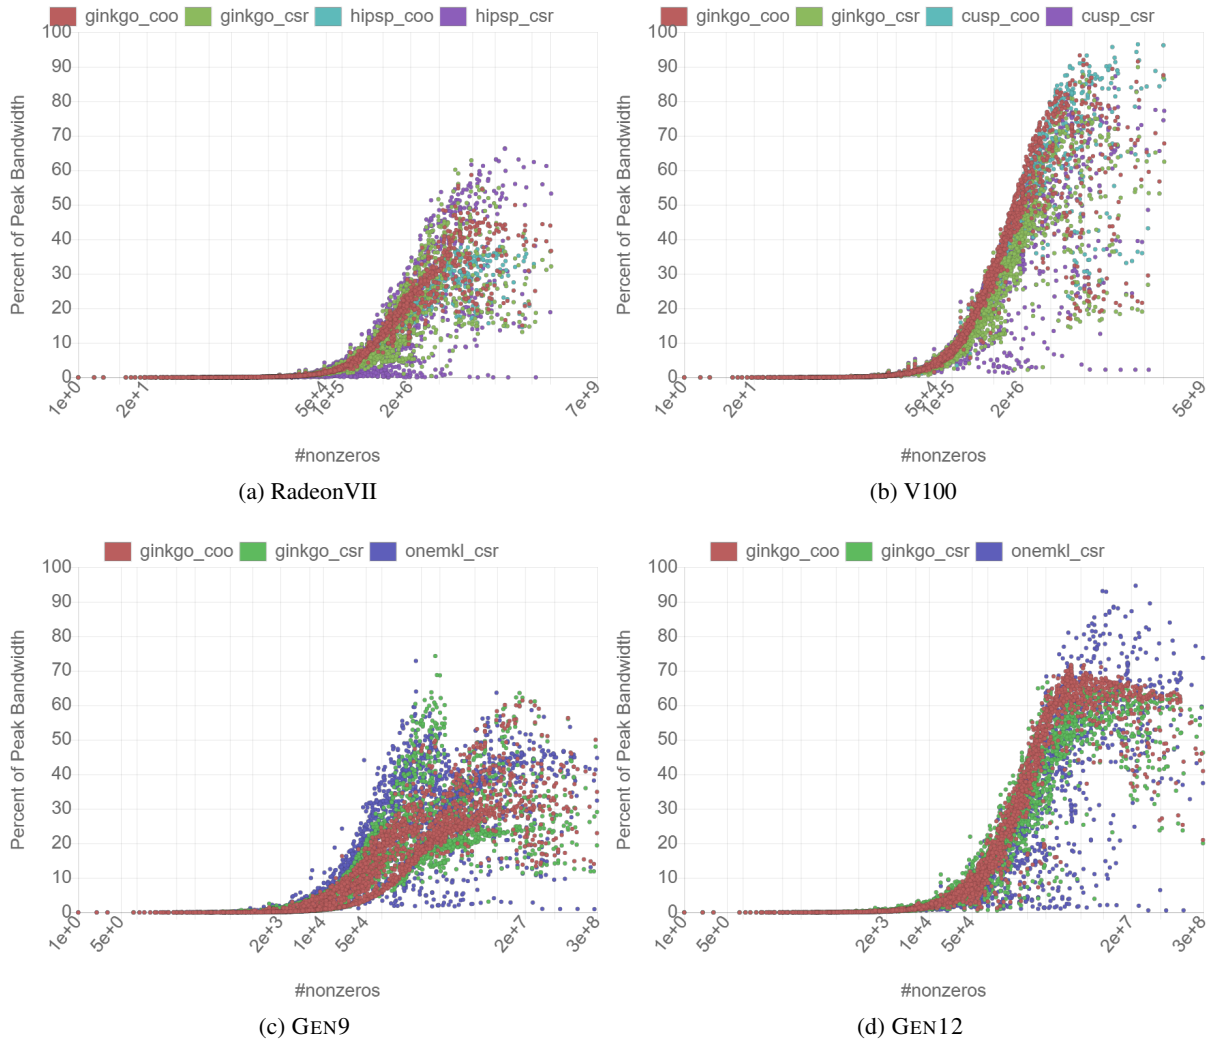 ginkgo_coo ginkgo_csr hipsp_coo hipsp_csr
100
90
80
70
60
50
40
30
20
10
0
Percent of Peak Bandwidth
1e+0 2e+1 5e+4 1e+5 2e+6 7e+9
#nonzeros
(a) RadeonVII
ginkgo_coo ginkgo_csr cusp_coo cusp_csr
100
90
80
70
60
50
40
30
20
10
0
Percent of Peak Bandwidth
1e+0 2e+1 5e+4 1e+5 2e+6 5e+9
#nonzeros
(b) V100
ginkgo_coo ginkgo_csr onemkl_csr
100
90
80
70
60
50
40
30
20
10
0
Percent of Peak Bandwidth
1e+0 5e+0 2e+3 1e+4 5e+4 2e+7 3e+8
#nonzeros
(c) GEN9
ginkgo_coo ginkgo_csr onemkl_csr
100
90
80
70
60
50
40
30
20
10
0
Percent of Peak Bandwidth
1e+0 5e+0 2e+3 1e+4 5e+4 2e+7 3e+8
#nonzeros
(d) GEN12